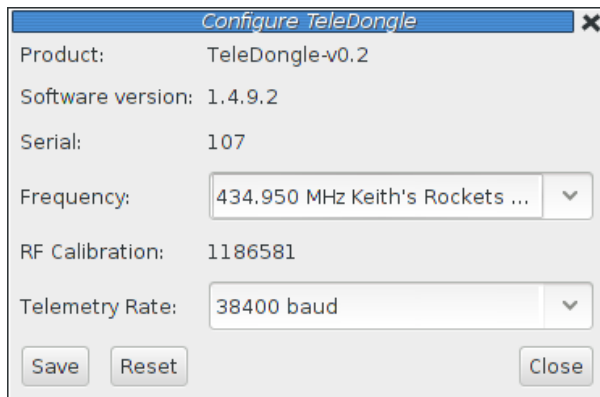 Configure TeleDongle
Product: TeleDongle-v0.2
Software version: 1.4.9.2
Serial: 107
Frequency: 434.950 MHz Keith's Rockets ...
RF Calibration: 1186581
Telemetry Rate: 38400 baud
Save Reset Close